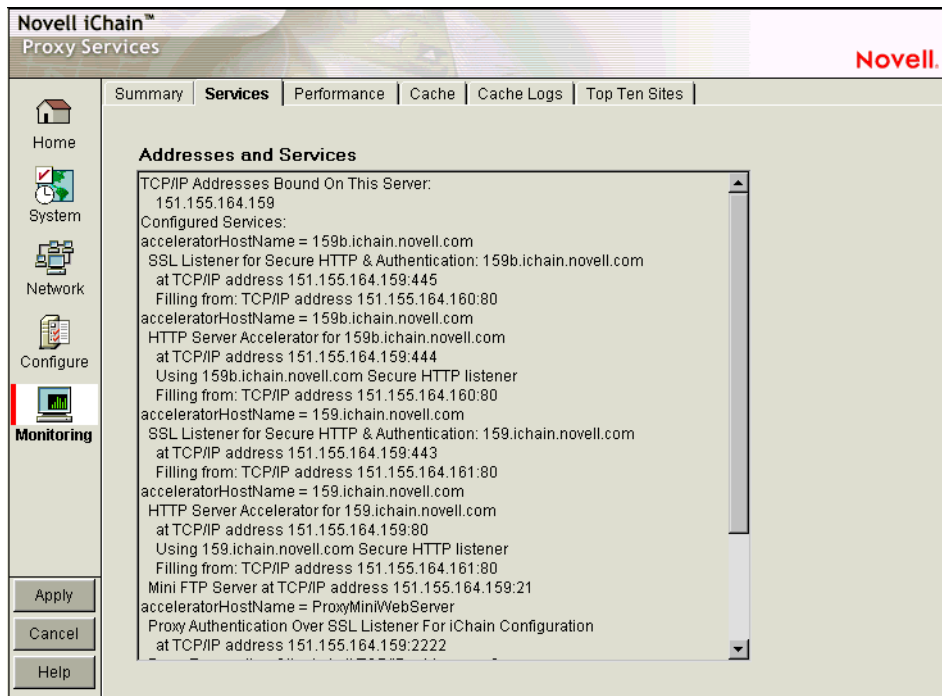 Novell iChain™
Proxy Services
Novell.
Summary Services Performance Cache Cache Logs Top Ten Sites
Home
System
Network
Configure
Monitoring
Addresses and Services
TCP/IP Addresses Bound On This Server:
151.155.164.159
Configured Services:
acceleratorHostName = 159b.ichain.novell.com
SSL Listener for Secure HTTP & Authentication: 159b.ichain.novell.com
at TCP/IP address 151.155.164.159:445
Filling from: TCP/IP address 151.155.164.160:80
acceleratorHostName = 159b.ichain.novell.com
HTTP Server Accelerator for 159b.ichain.novell.com
at TCP/IP address 151.155.164.159:444
Using 159b.ichain.novell.com Secure HTTP listener
Filling from: TCP/IP address 151.155.164.160:80
acceleratorHostName = 159.ichain.novell.com
SSL Listener for Secure HTTP & Authentication: 159.ichain.novell.com
at TCP/IP address 151.155.164.159:443
Filling from: TCP/IP address 151.155.164.161:80
acceleratorHostName = 159.ichain.novell.com
HTTP Server Accelerator for 159.ichain.novell.com
at TCP/IP address 151.155.164.159:80
Using 159.ichain.novell.com Secure HTTP listener
Filling from: TCP/IP address 151.155.164.161:80
Mini FTP Server at TCP/IP address 151.155.164.159:21
acceleratorHostName = ProxyMiniWebServer
Proxy Authentication Over SSL Listener For iChain Configuration
at TCP/IP address 151.155.164.159:2222
Apply
Cancel
Help